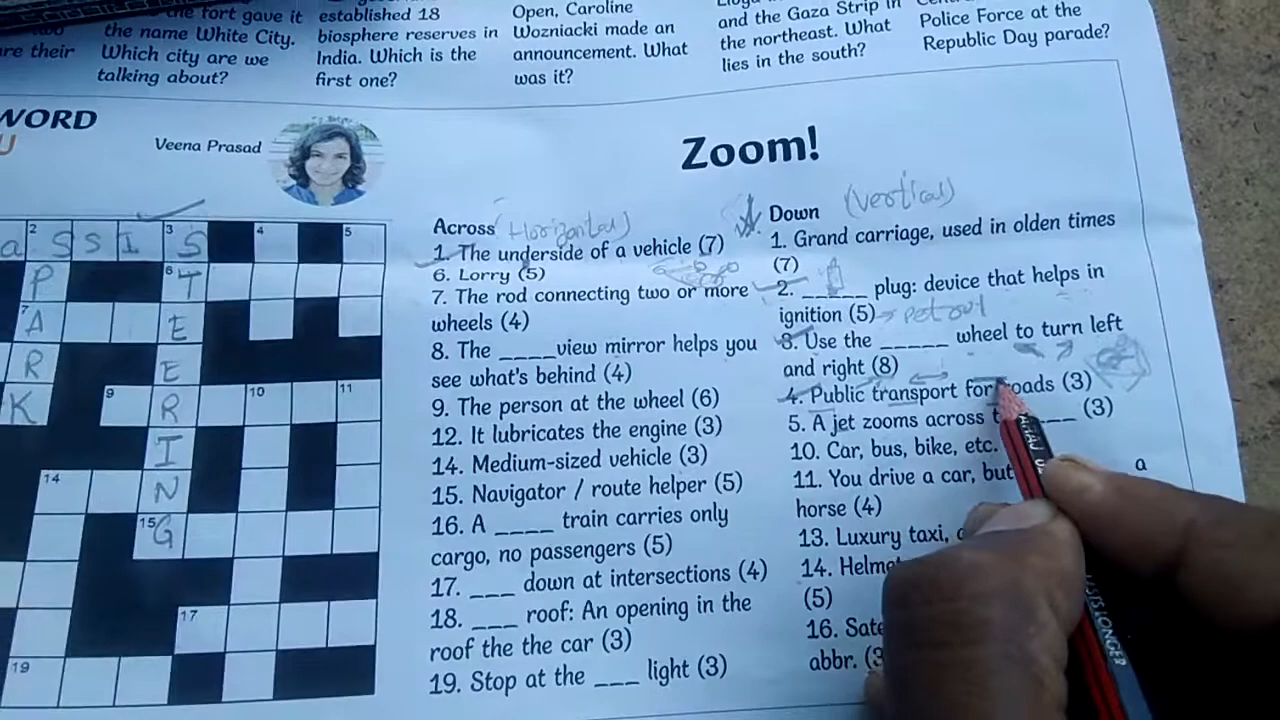 the fort gave it
the name White City.
are their
Which city are we
talking about?
established 18
biosphere reserves in
India. Which is the
first one?
Open, Caroline
Wozniacki made an
announcement. What
was it?
and the Gaza Strip in
the northeast. What
lies in the south?
Police Force at the
Republic Day parade?
WORD
U
Veena Prasad
Zoom!
a 2 S S I 3 S 4 5
P 6 T
7 A E
R E
K 9 R 10 11
I
14 N
15 G
17
19
Across (Horizontal)
1. The underside of a vehicle (7)
6. Lorry (5)
7. The rod connecting two or more
wheels (4)
8. The ____view mirror helps you
see what's behind (4)
9. The person at the wheel (6)
12. It lubricates the engine (3)
14. Medium-sized vehicle (3)
15. Navigator / route helper (5)
16. A ____ train carries only
cargo, no passengers (5)
17. ___ down at intersections (4)
18. ___ roof: An opening in the
roof the the car (3)
19. Stop at the ___ light (3)
Down (Vertical)
1. Grand carriage, used in olden times
(7)
2. _____ plug: device that helps in
ignition (5)
3. Use the _____ wheel to turn left
and right (8)
4. Public transport for roads (3)
5. A jet zooms across ___ (3)
10. Car, bus, bike, etc.
11. You drive a car, but a
horse (4)
13. Luxury taxi,
14.
(5)
16.
abbr.